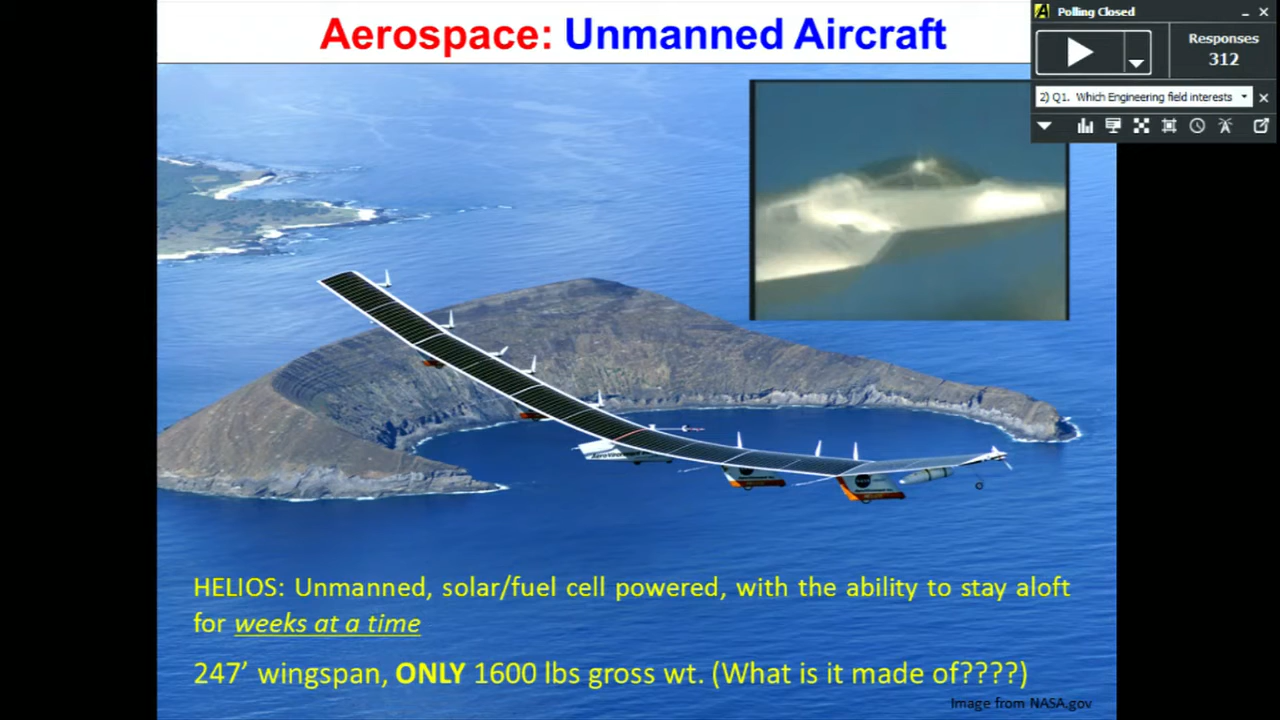 Aerospace: Unmanned Aircraft
Polling Closed
Responses
312
2) Q1. Which Engineering field interests
HELIOS: Unmanned, solar/fuel cell powered, with the ability to stay aloft
for weeks at a time
247’ wingspan, ONLY 1600 lbs gross wt. (What is it made of????)
Image from NASA.gov